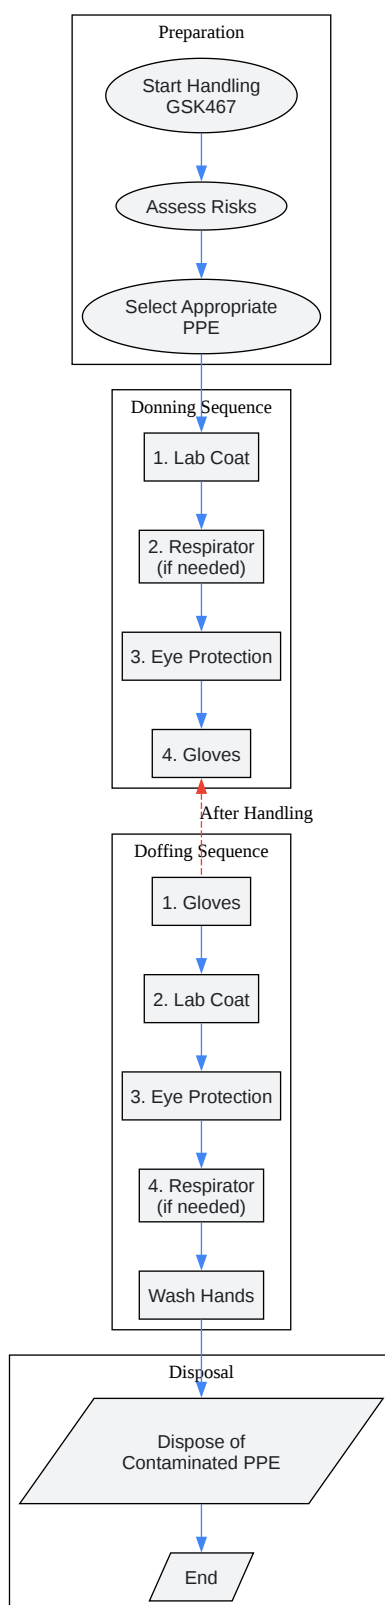 Preparation
Start Handling
GSK467
Assess Risks
Select Appropriate
PPE
Donning Sequence
1. Lab Coat
2. Respirator
(if needed)
3. Eye Protection
4. Gloves
After Handling
Doffing Sequence
1. Gloves
2. Lab Coat
3. Eye Protection
4. Respirator
(if needed)
Wash Hands
Disposal
Dispose of
Contaminated PPE
End